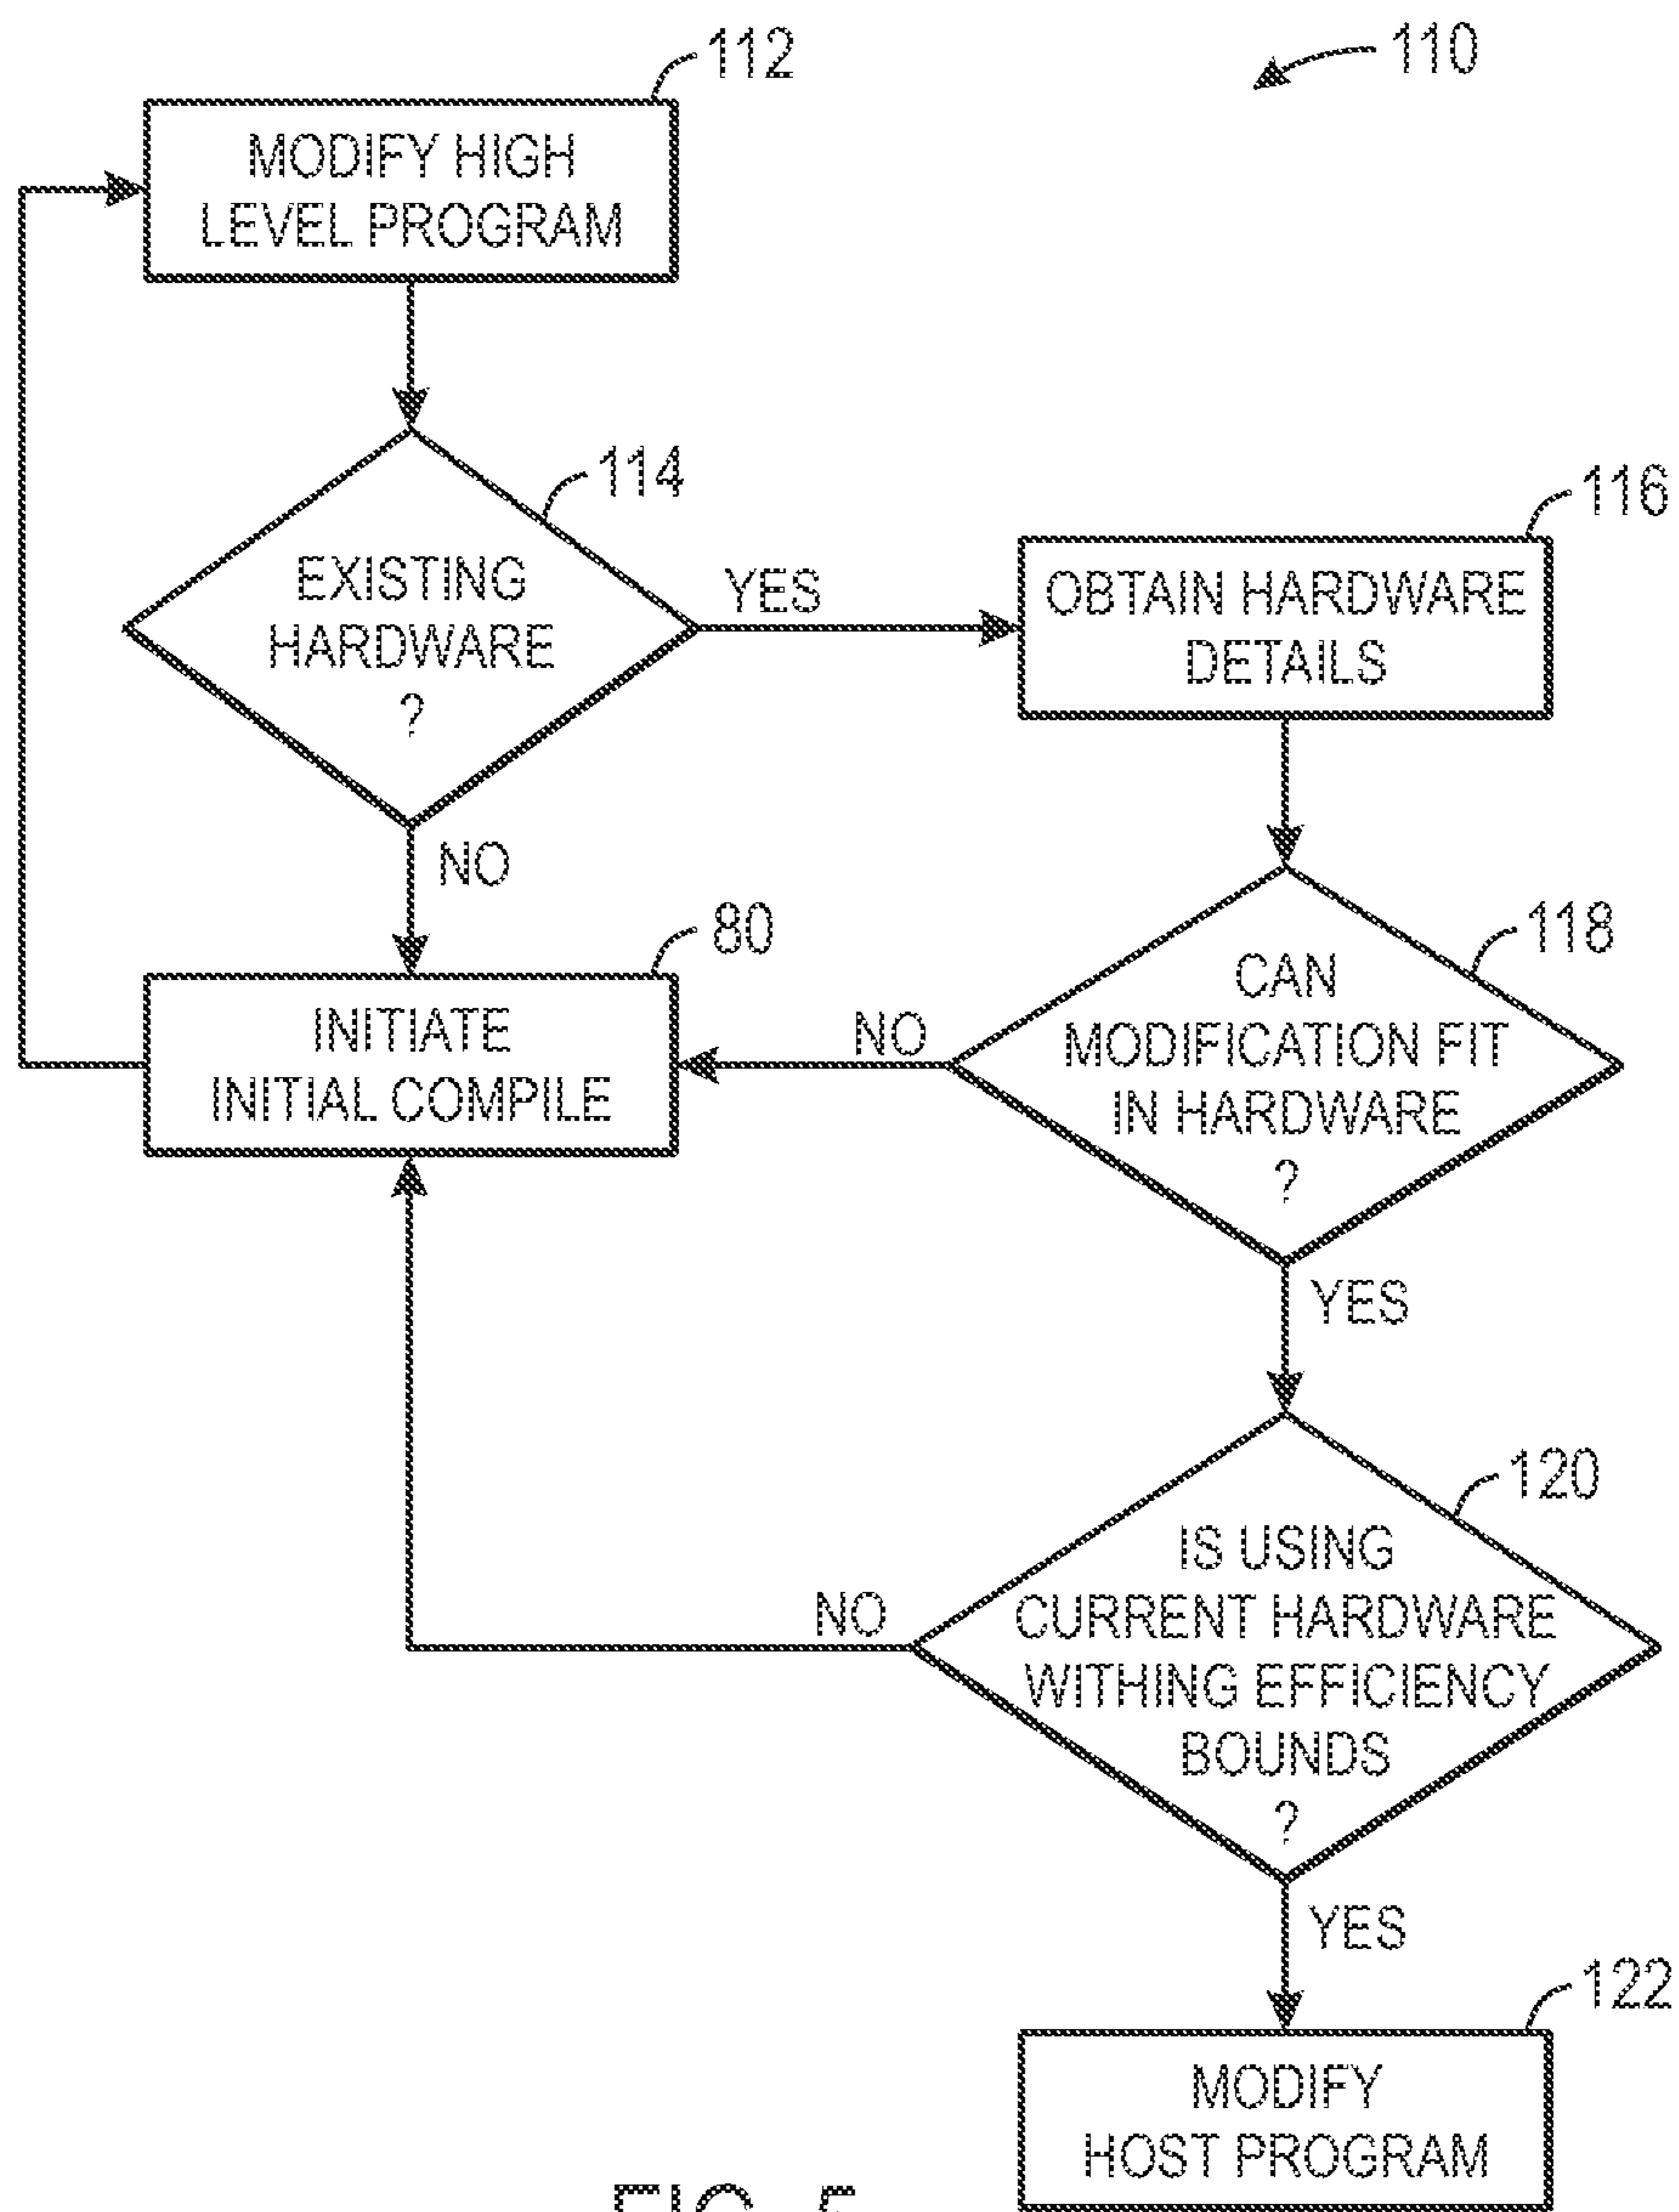 112
110
MODIFY HIGH
LEVEL PROGRAM
114
EXISTING
HARDWARE
?
YES
116
OBTAIN HARDWARE
DETAILS
NO
80
INITIATE
INITIAL COMPILE
NO
118
CAN
MODIFICATION FIT
IN HARDWARE
?
YES
120
IS USING
CURRENT HARDWARE
WITHING EFFICIENCY
BOUNDS
?
NO
YES
122
MODIFY
HOST PROGRAM
FIG. 5